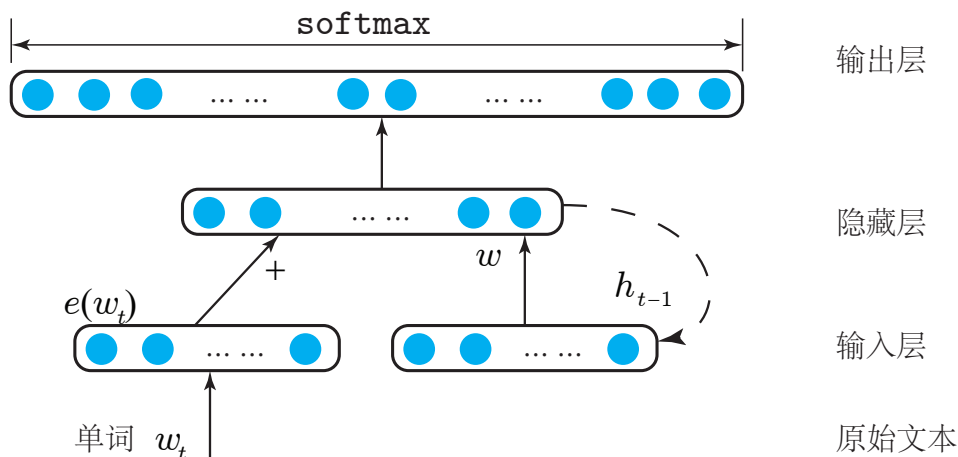 softmax
输出层
... ...
... ...
... ...
隐藏层
+
w
h_{t-1}
e(w_t)
... ...
... ...
输入层
单词 w_t
原始文本